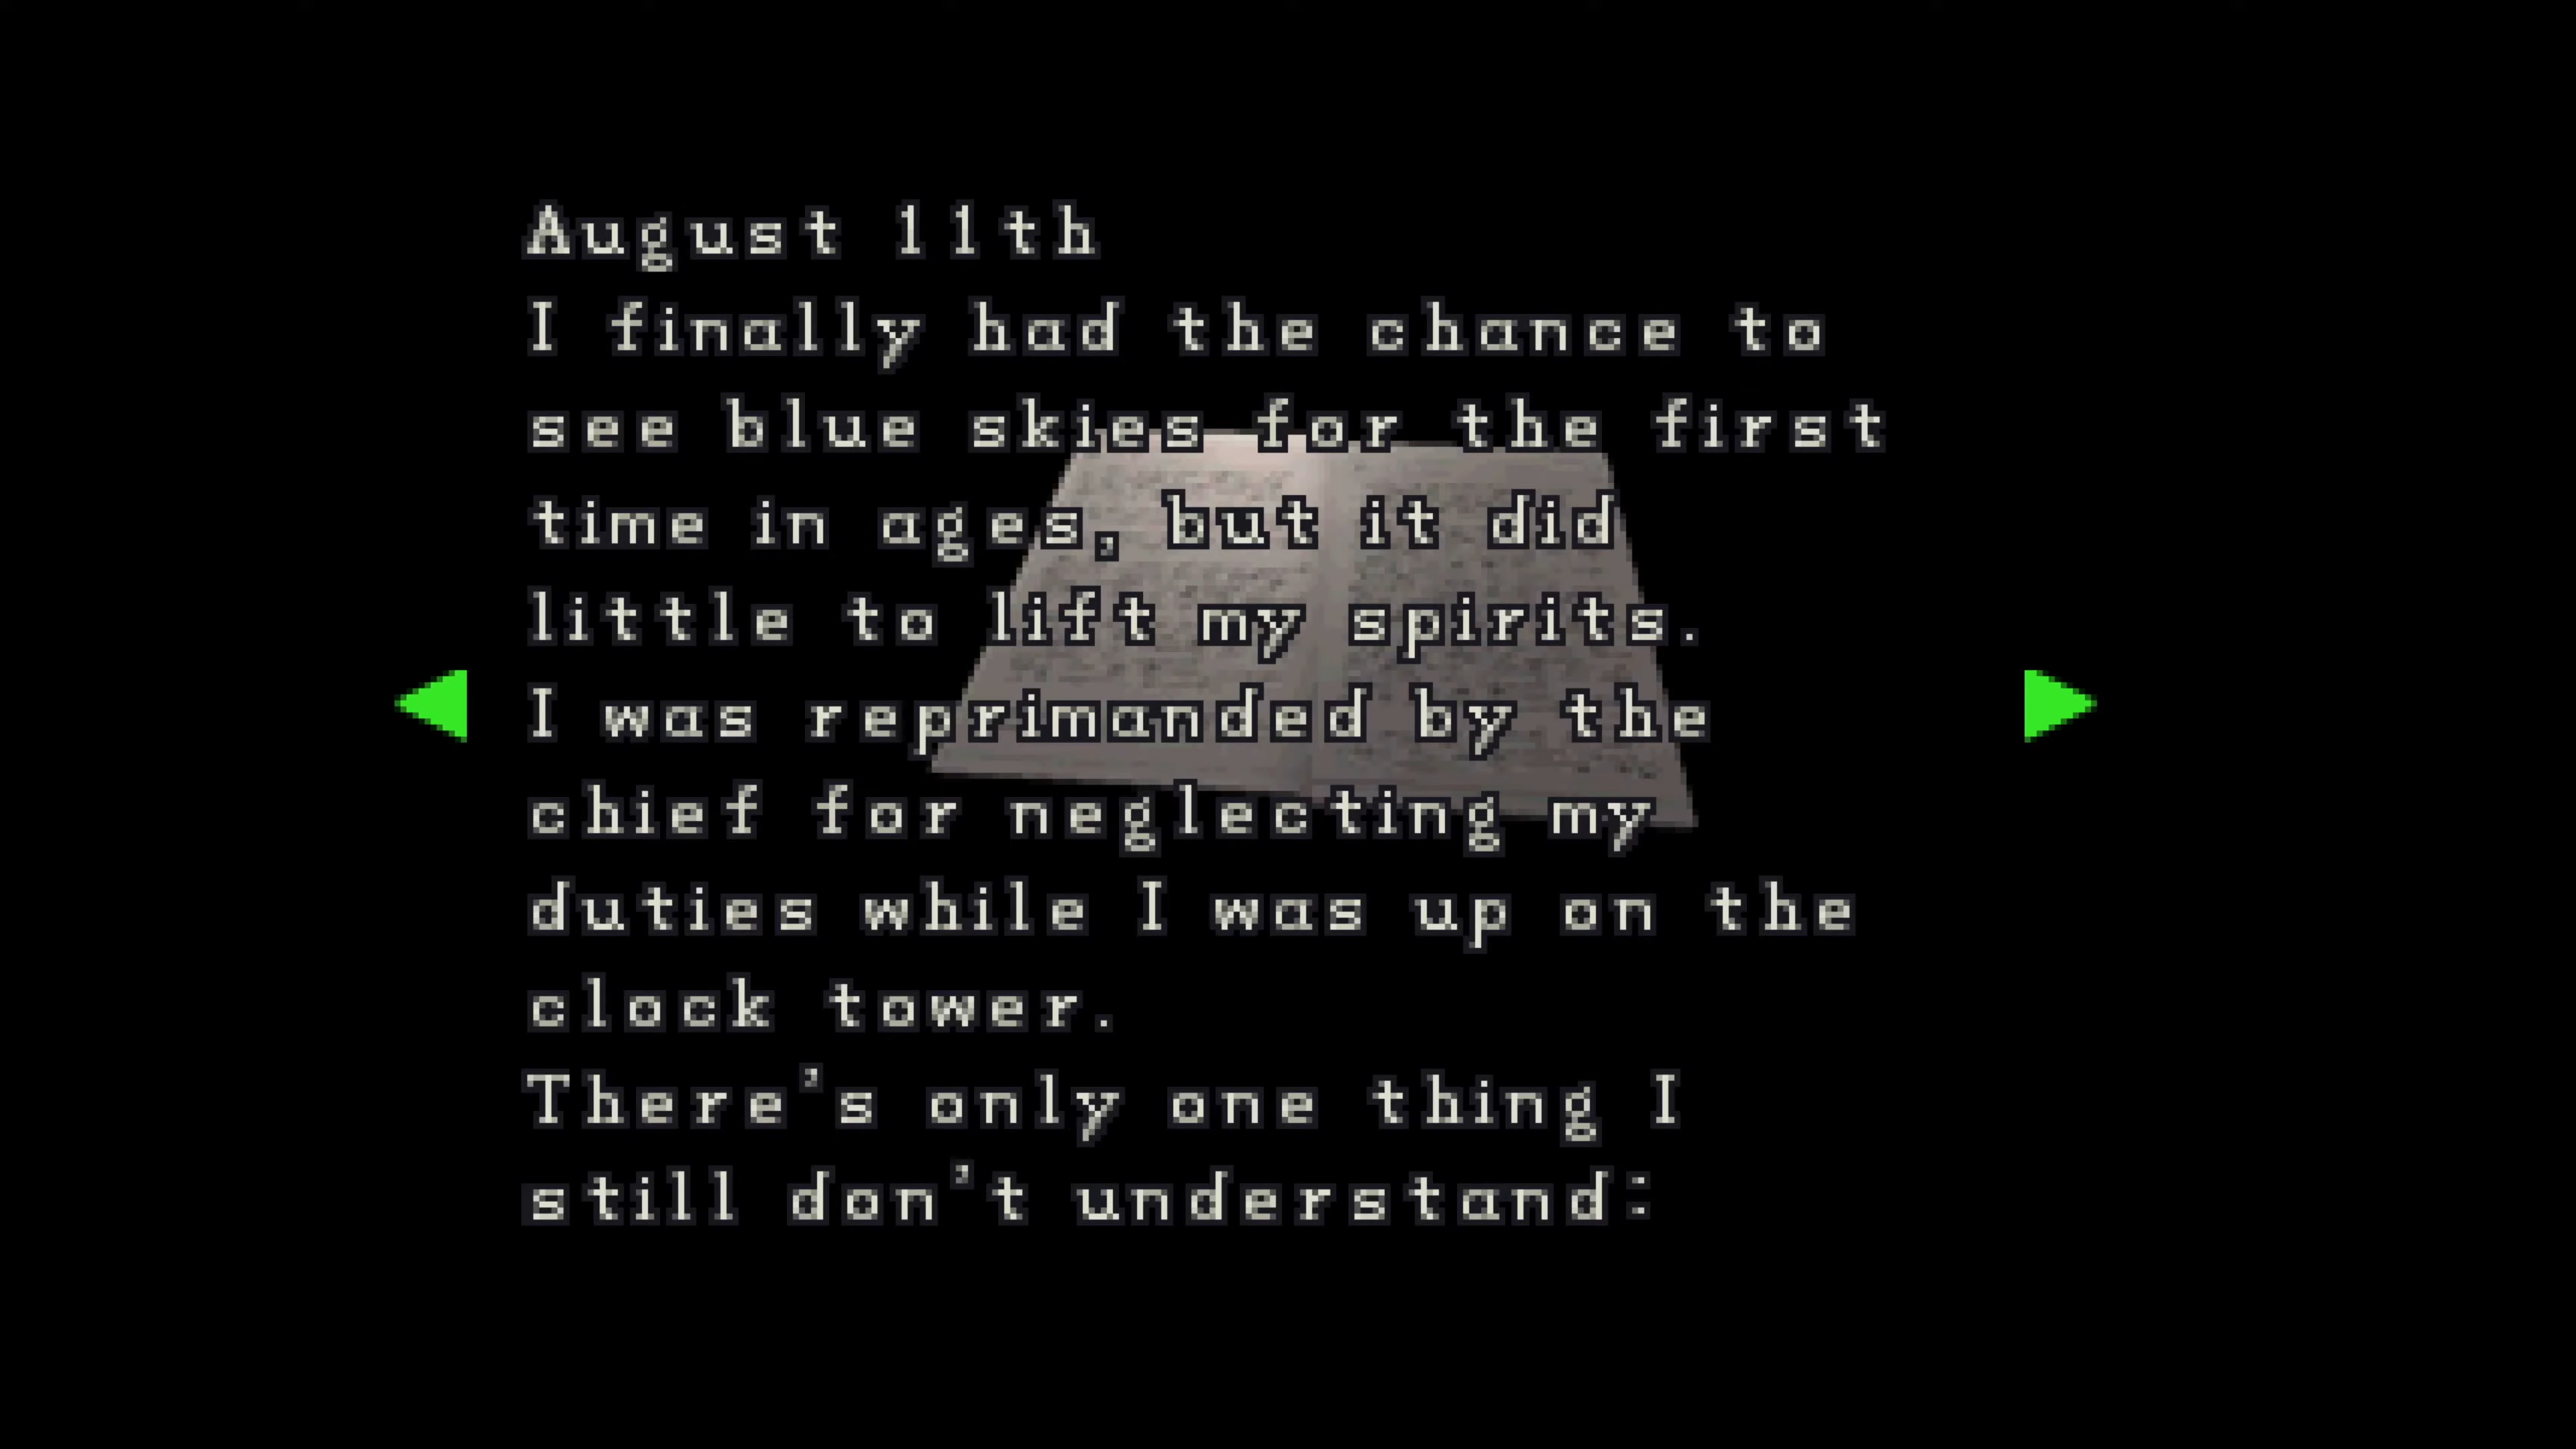 August 11th
I finally had the chance to
see blue skies for the first
time in ages, but it did
little to lift my spirits.
I was reprimanded by the
chief for neglecting my
duties while I was up on the
clock tower.
There's only one thing I
still don't understand: